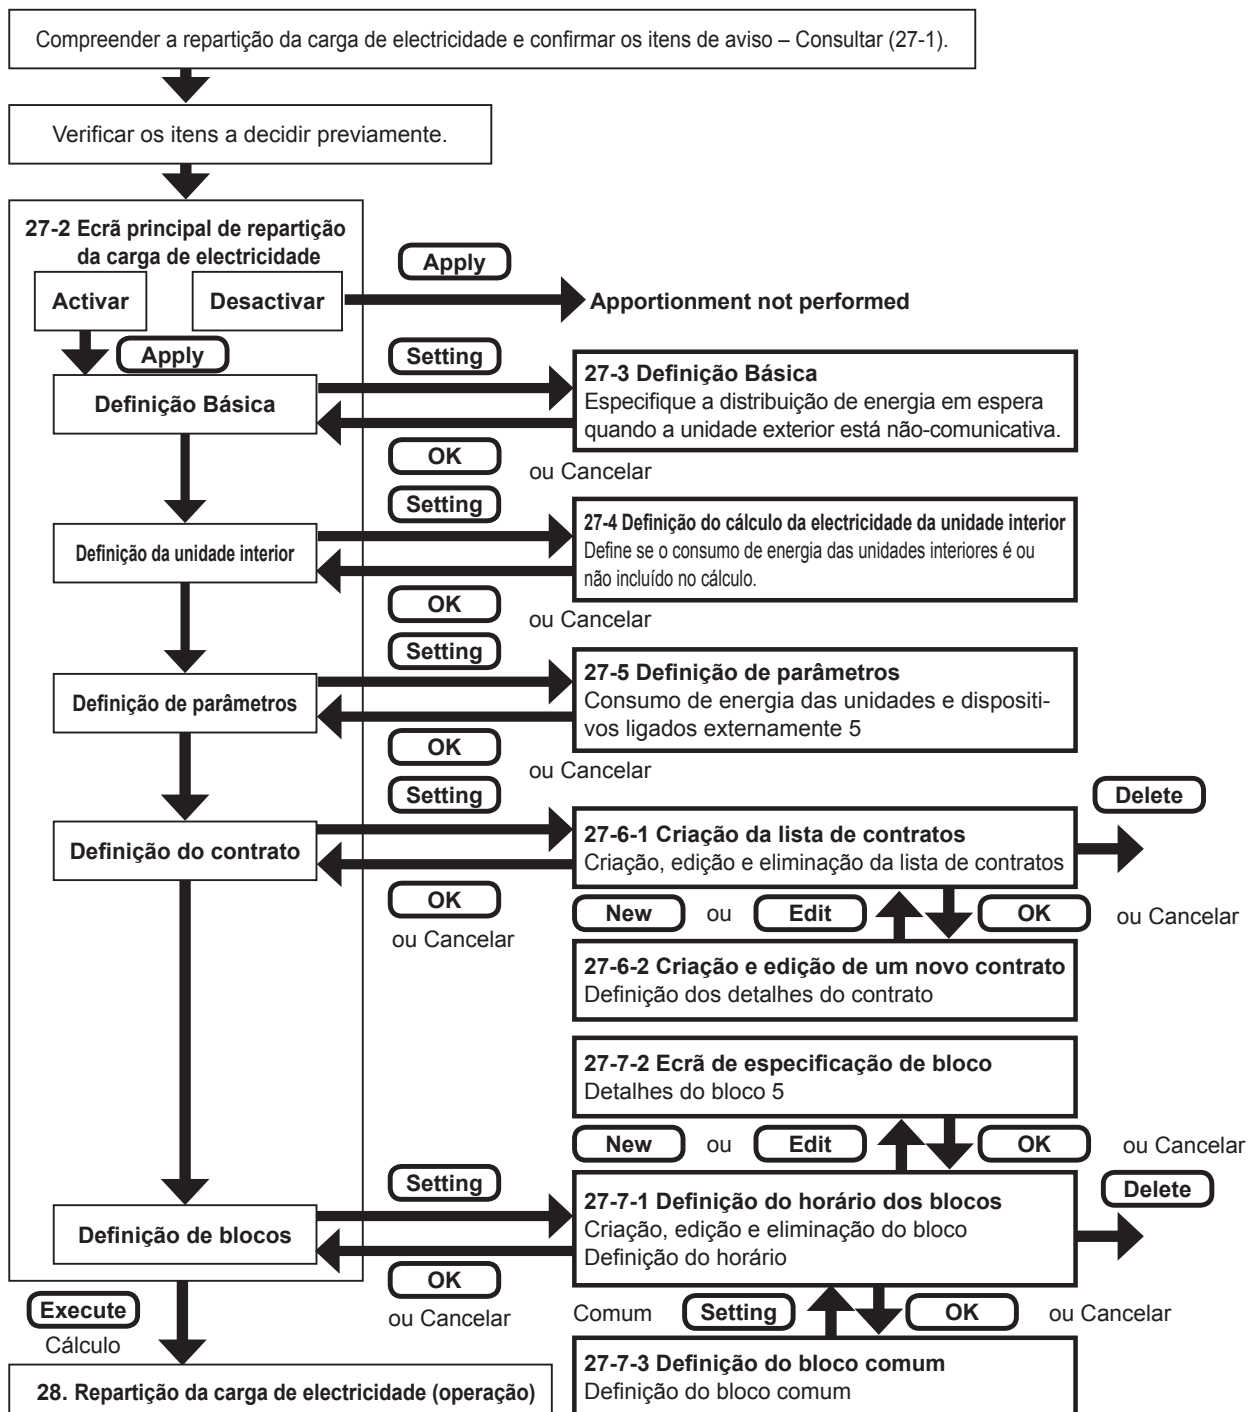 Compreender a repartição da carga de electricidade e confirmar os itens de aviso – Consultar (27-1).
Verificar os itens a decidir previamente.
27-2 Ecrã principal de repartição
da carga de electricidade
Activar
Desactivar
Apply
Apportionment not performed
Apply
Definição Básica
Setting
27-3 Definição Básica
Especifique a distribuição de energia em espera
quando a unidade exterior está não-comunicativa.
OK
ou Cancelar
Definição da unidade interior
Setting
27-4 Definição do cálculo da electricidade da unidade interior
Define se o consumo de energia das unidades interiores é ou
não incluído no cálculo.
OK
ou Cancelar
Definição de parâmetros
Setting
27-5 Definição de parâmetros
Consumo de energia das unidades e dispositi-
vos ligados externamente 5
OK
ou Cancelar
Definição do contrato
Setting
27-6-1 Criação da lista de contratos
Criação, edição e eliminação da lista de contratos
Delete
OK
ou Cancelar
New ou Edit
OK ou Cancelar
27-6-2 Criação e edição de um novo contrato
Definição dos detalhes do contrato
27-7-2 Ecrã de especificação de bloco
Detalhes do bloco 5
New ou Edit
OK ou Cancelar
Definição de blocos
Setting
27-7-1 Definição do horário dos blocos
Criação, edição e eliminação do bloco
Definição do horário
Delete
OK
ou Cancelar
Comum Setting
OK ou Cancelar
27-7-3 Definição do bloco comum
Definição do bloco comum
Execute
Cálculo
28. Repartição da carga de electricidade (operação)